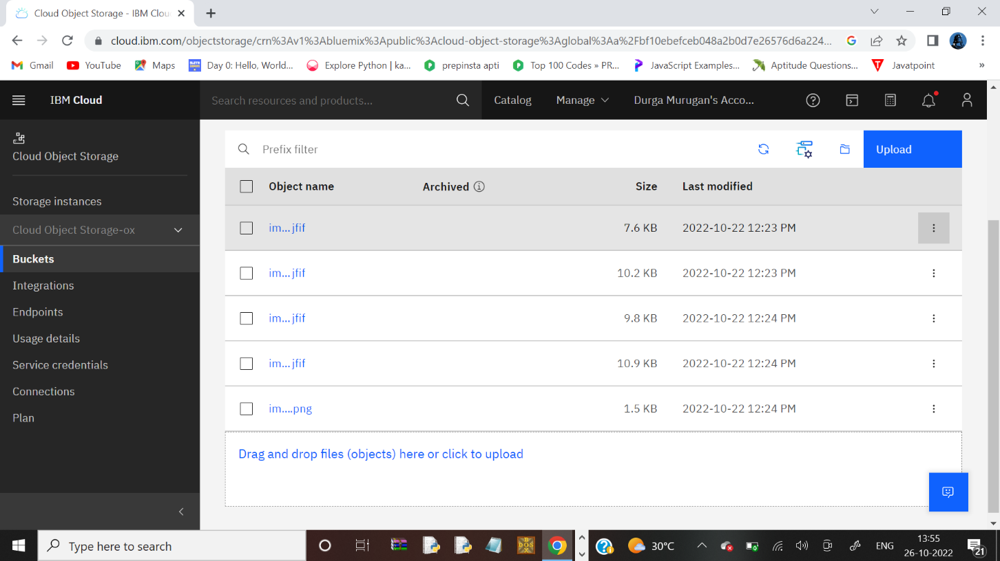 Cloud Object Storage - IBM Clou
cloud.ibm.com/objectstorage/crn%3Av1%3Abluemix%3Apublic%3Acloud-object-storage%3Aglobal%3Aa%2Fbf10ebefceb048a2b0d7e26576d6a224...
Gmail YouTube Maps Day 0: Hello, World... Explore Python | ka... prepinsta apti Top 100 Codes » PR... JavaScript Examples... Aptitude Questions... Javatpoint »
IBM Cloud Search resources and products... Catalog Manage Durga Murugan's Acco...
Cloud Object Storage
Storage instances
Cloud Object Storage-ox
Buckets
Integrations
Endpoints
Usage details
Service credentials
Connections
Plan
Prefix filter Upload
Object name Archived Size Last modified
im...jfif 7.6 KB 2022-10-22 12:23 PM
im...jfif 10.2 KB 2022-10-22 12:23 PM
im...jfif 9.8 KB 2022-10-22 12:24 PM
im...jfif 10.9 KB 2022-10-22 12:24 PM
im....png 1.5 KB 2022-10-22 12:24 PM
Drag and drop files (objects) here or click to upload
Type here to search 30°C ENG 13:55
26-10-2022 21